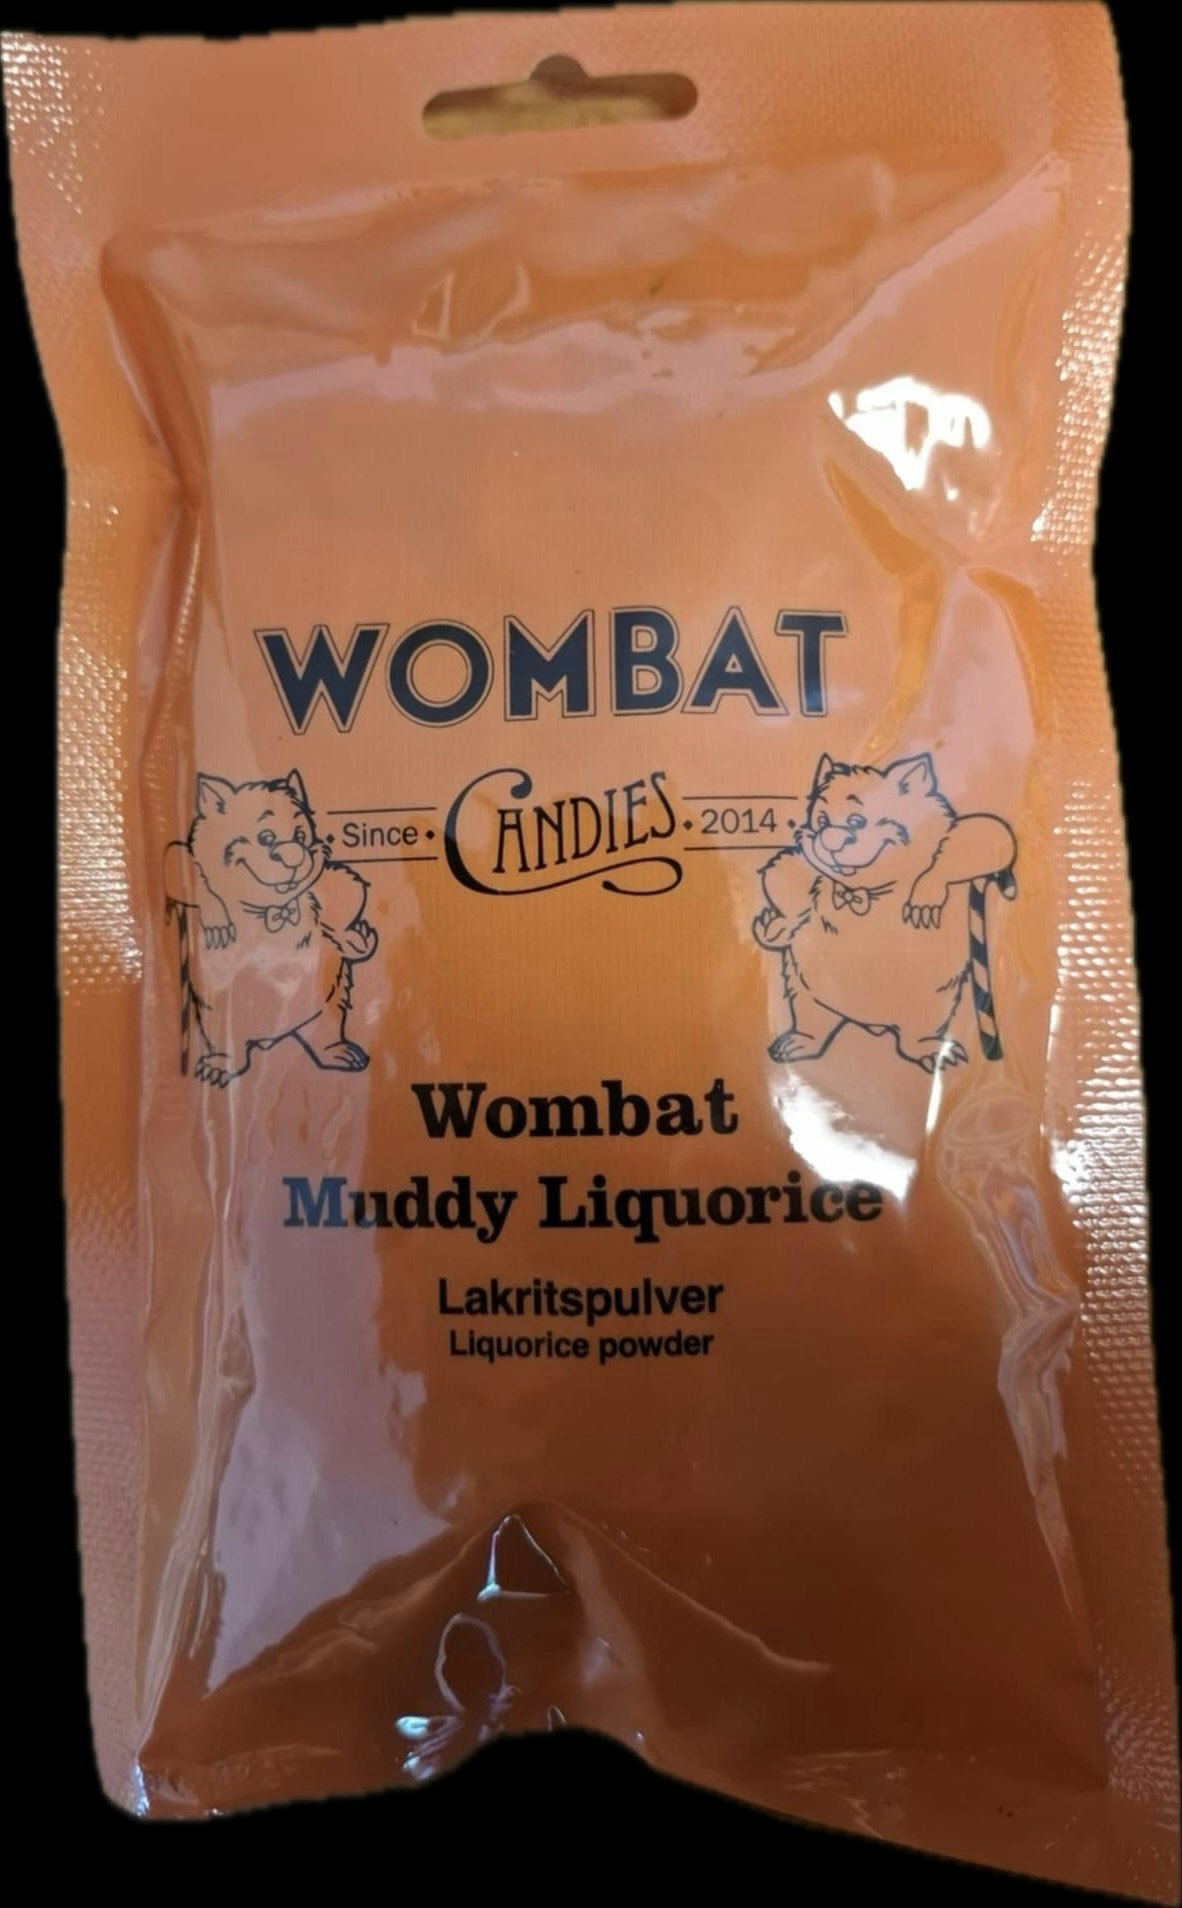 WOMBAT
• Since • CANDIES • 2014 •
Wombat
Muddy Liquorice
Lakritspulver
Liquorice powder